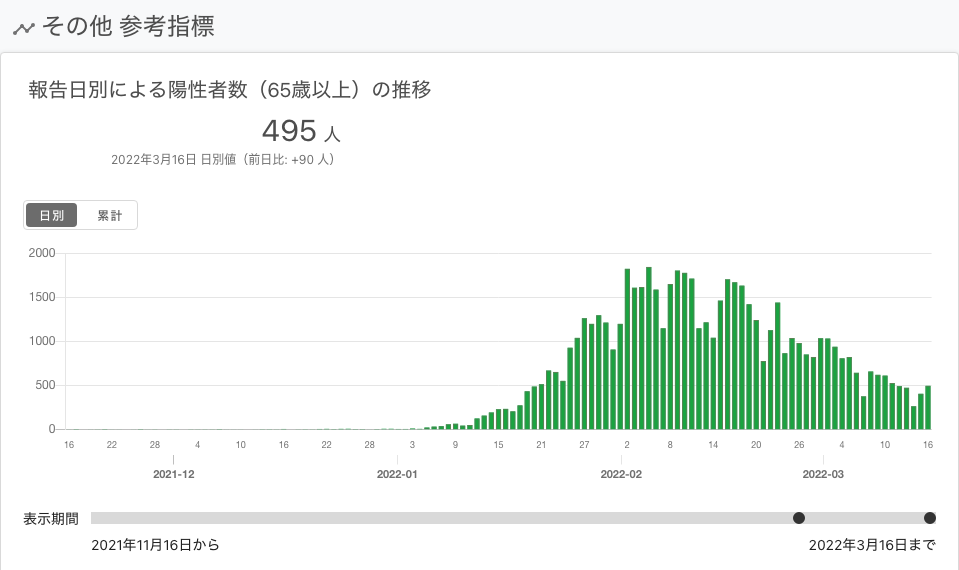 その他 参考指標
報告日別による陽性者数（65歳以上）の推移
495 人
2022年3月16日 日別値（前日比: +90 人）
日別 累計
2000
1500
1000
500
0
16 22 28 4 10 16 22 28 3 9 15 21 27 2 8 14 20 26 4 10 16
2021-12 2022-01 2022-02 2022-03
表示期間
2021年11月16日から 2022年3月16日まで